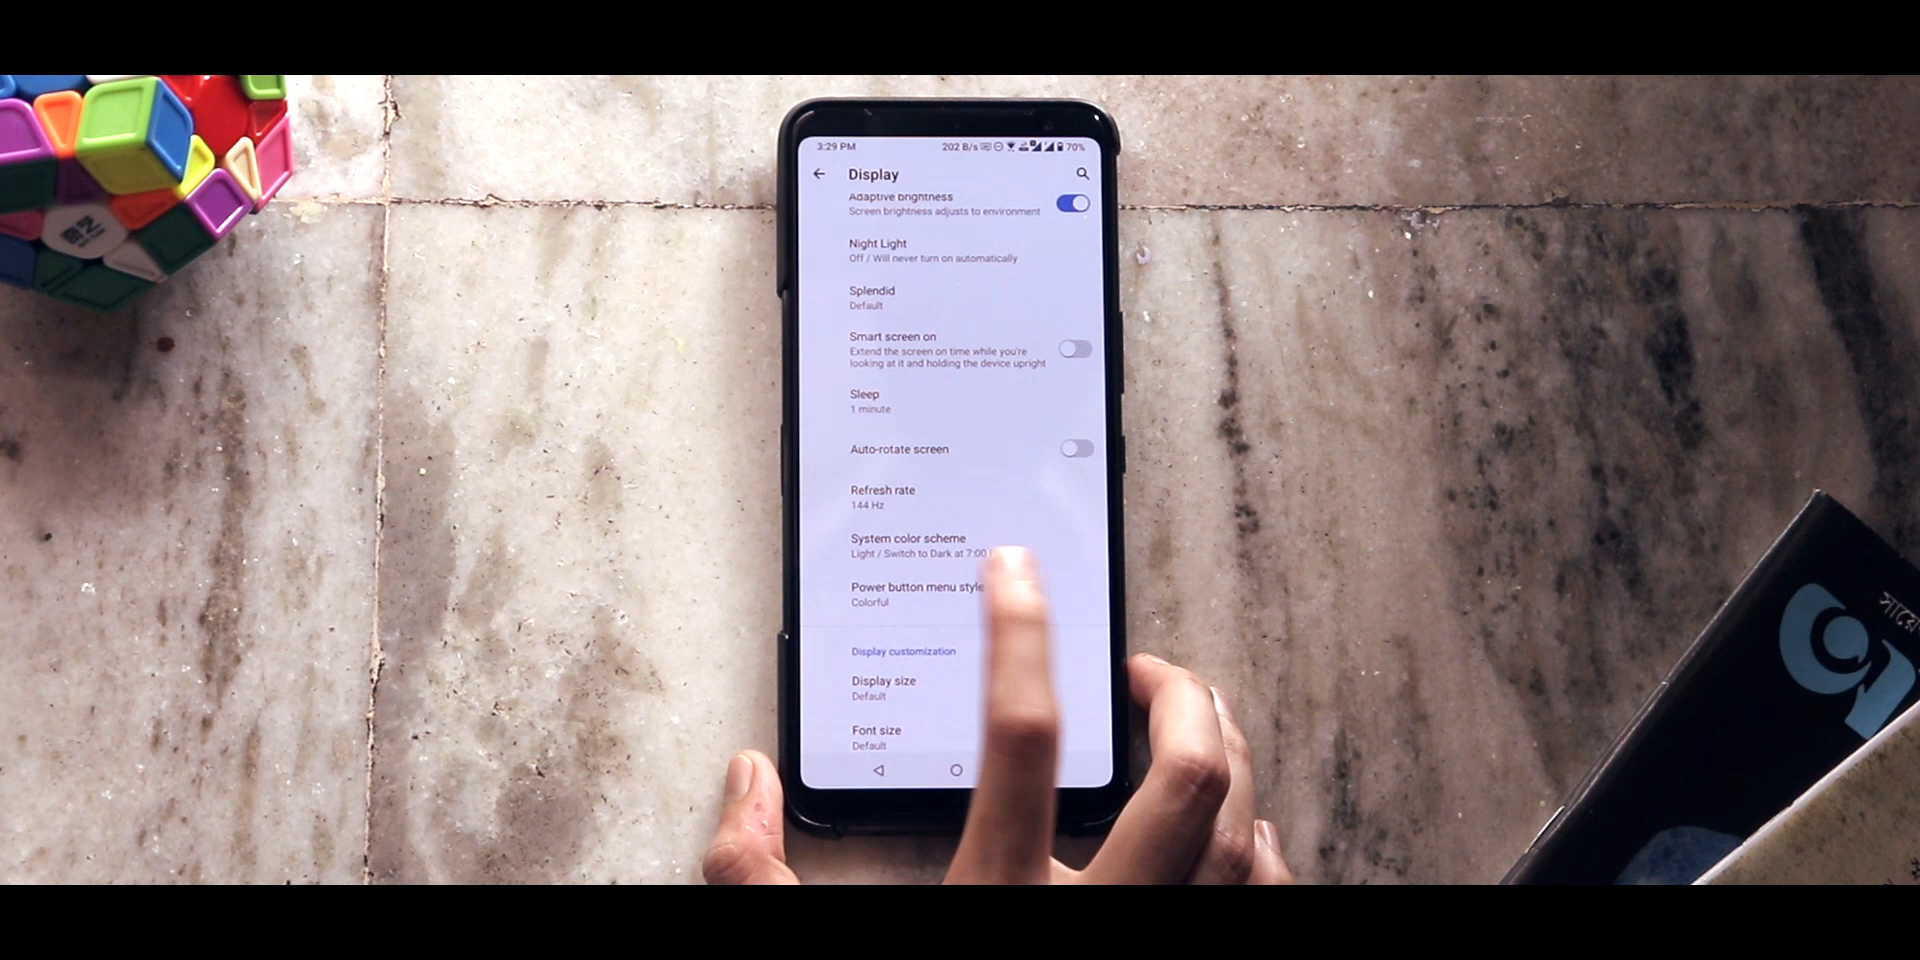 3:29 PM 202 B/s 70%
Display
Adaptive brightness
Screen brightness adjusts to environment
Night Light
Off / Will never turn on automatically
Splendid
Default
Smart screen on
Extend the screen on time while you're
looking at it and holding the device upright
Sleep
1 minute
Auto-rotate screen
Refresh rate
144 Hz
System color scheme
Light / Switch to Dark at 7:00
Power button menu style
Colorful
Display customization
Display size
Default
Font size
Default